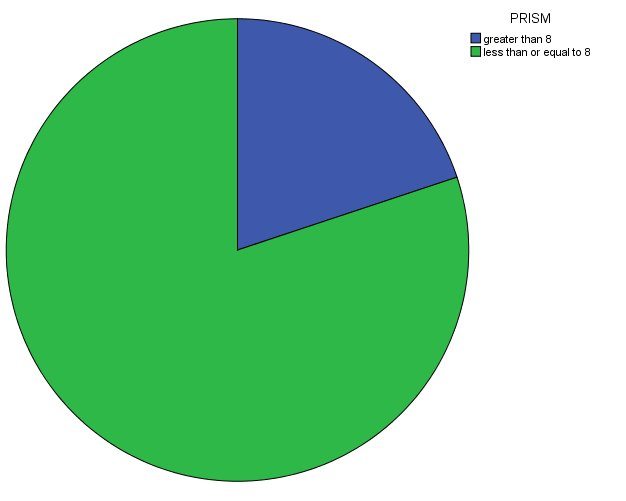 PRISM
greater than 8
less than or equal to 8